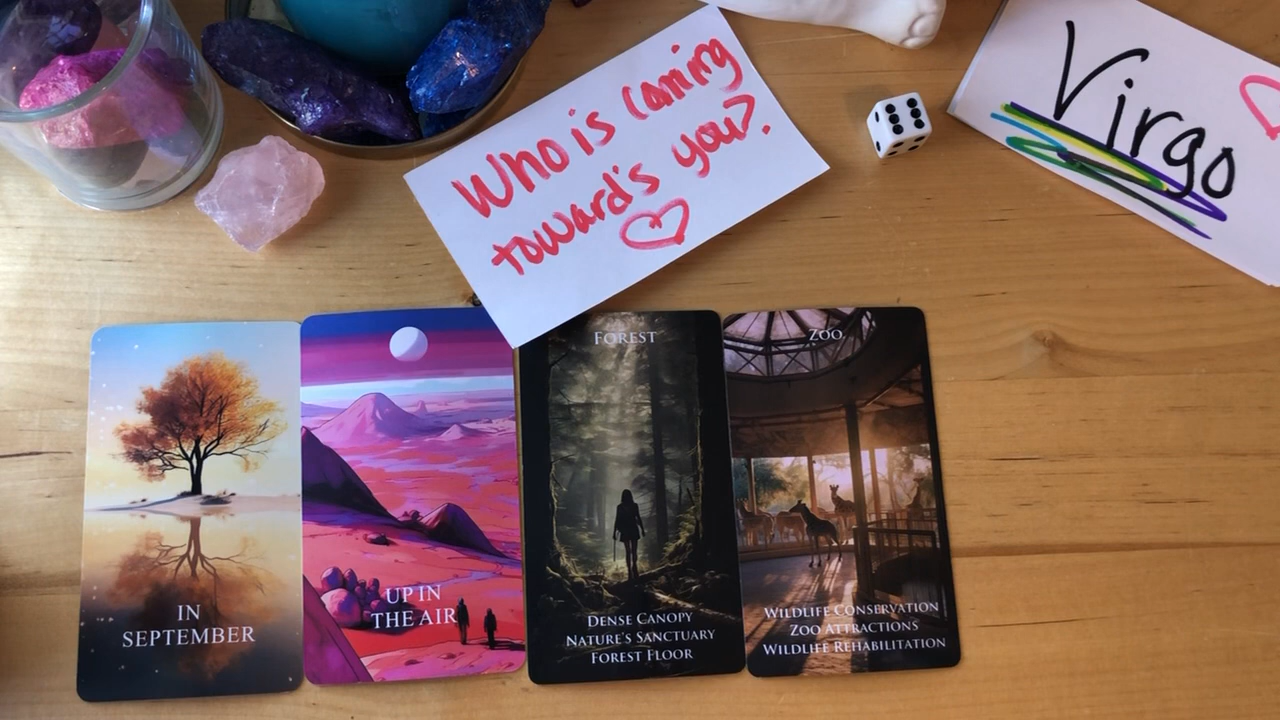 Who is Coming
toward's you?
Virgo
IN
SEPTEMBER
UP IN
THE AIR
FOREST
DENSE CANOPY
NATURE'S SANCTUARY
FOREST FLOOR
ZOO
WILDLIFE CONSERVATION
ZOO ATTRACTIONS
WILDLIFE REHABILITATION